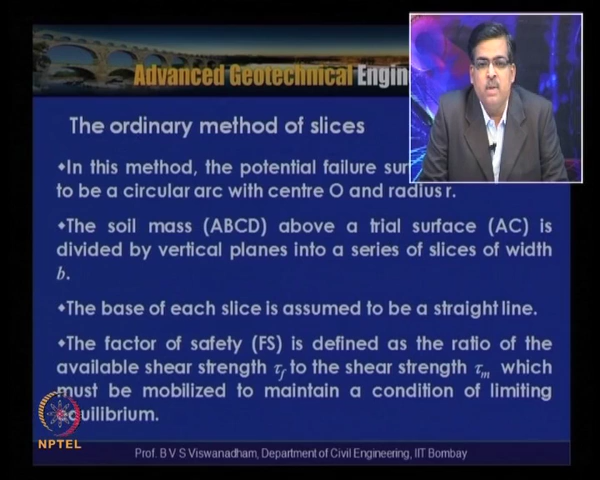 Advanced Geotechnical Engin
The ordinary method of slices
In this method, the potential failure sur
to be a circular arc with centre O and radius r.
The soil mass (ABCD) above a trial surface (AC) is
divided by vertical planes into a series of slices of width
b.
The base of each slice is assumed to be a straight line.
The factor of safety (FS) is defined as the ratio of the
available shear strength τf to the shear strength τm which
must be mobilized to maintain a condition of limiting
equilibrium.
NPTEL
Prof. B V S Viswanadham, Department of Civil Engineering, IIT Bombay